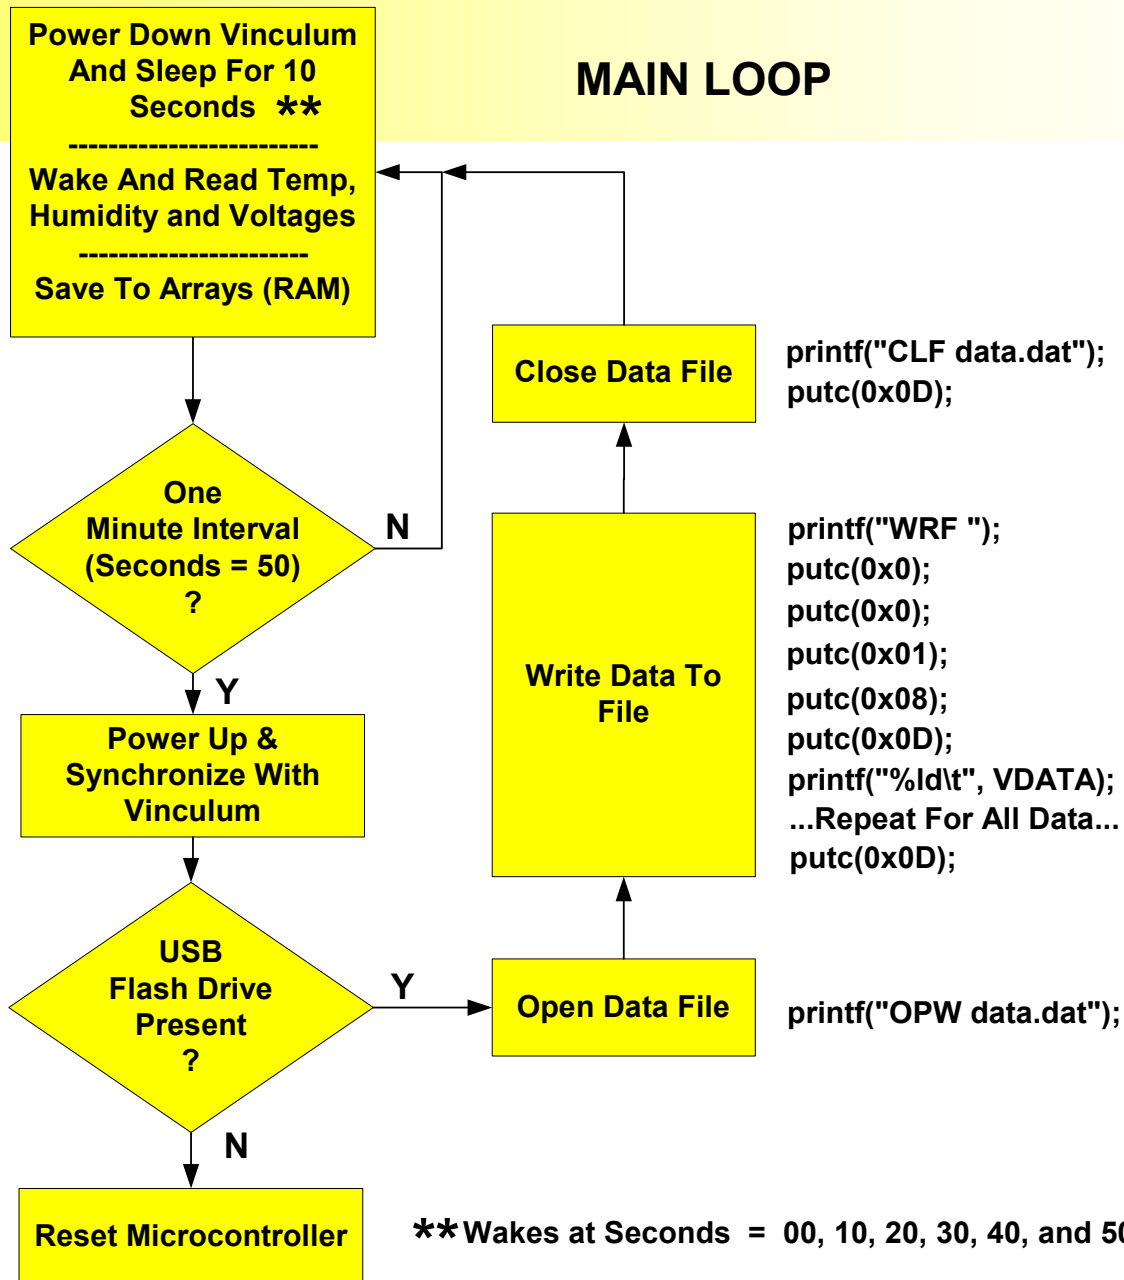 MAIN LOOP
Power Down Vinculum
And Sleep For 10
Seconds **
-------------------------
Wake And Read Temp,
Humidity and Voltages
-----------------------
Save To Arrays (RAM)
One
Minute Interval
(Seconds = 50)
?
N
Y
Power Up &
Synchronize With
Vinculum
USB
Flash Drive
Present
?
Y
N
Reset Microcontroller
Open Data File
printf("OPW data.dat");
Write Data To
File
printf("WRF ");
putc(0x0);
putc(0x0);
putc(0x01);
putc(0x08);
putc(0x0D);
printf("%ld\t", VDATA);
...Repeat For All Data...
putc(0x0D);
Close Data File
printf("CLF data.dat");
putc(0x0D);
** Wakes at Seconds = 00, 10, 20, 30, 40, and 50